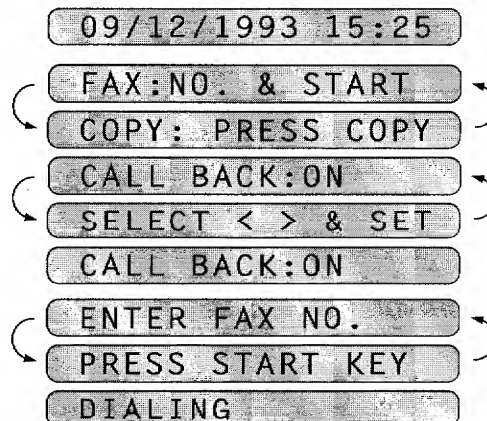 09/12/1993 15:25
FAX:NO. & START
COPY: PRESS COPY
CALL BACK:ON
SELECT < > & SET
CALL BACK:ON
ENTER FAX NO.
PRESS START KEY
DIALING